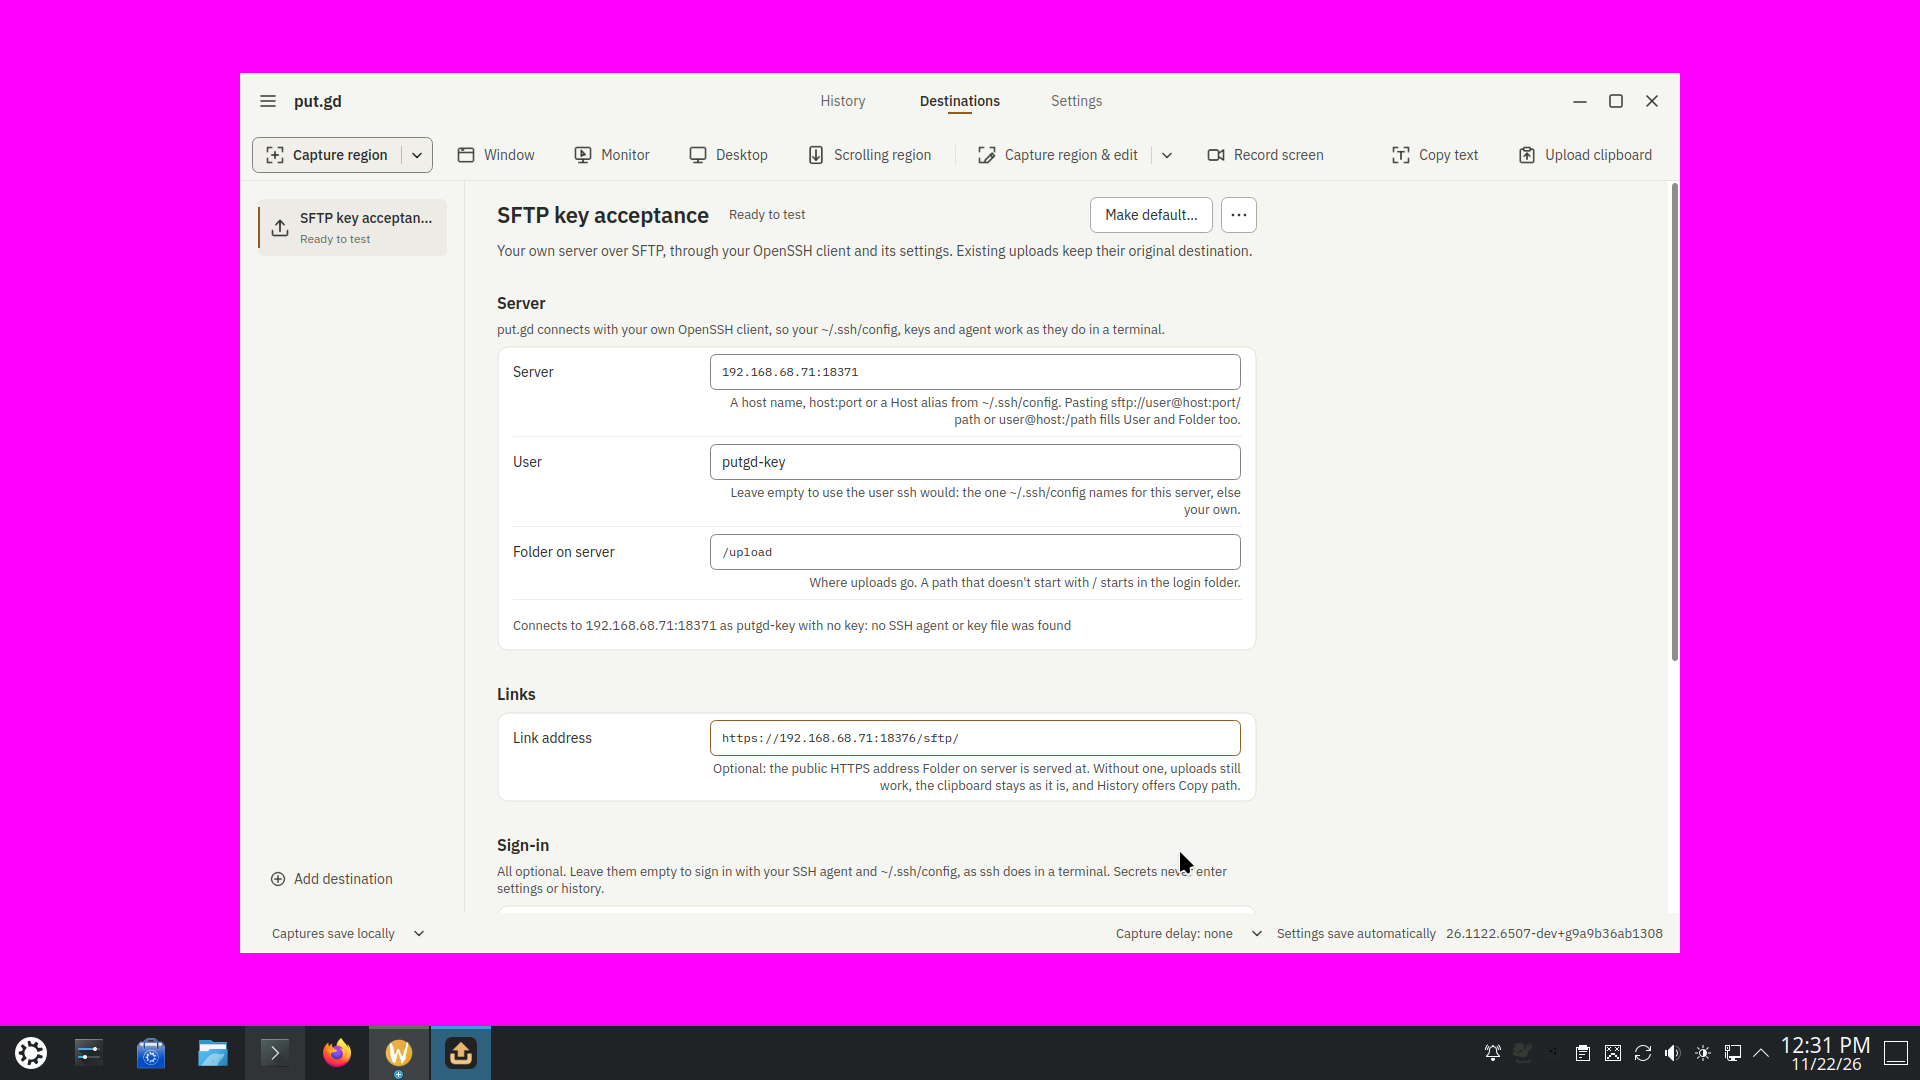 put.gd
History
Destinations
Settings
Capture region
Window
Monitor
Desktop
Scrolling region
Capture region & edit
Record screen
Copy text
Upload clipboard
SFTP key acceptan...
Ready to test
SFTP key acceptance
Ready to test
Make default...
Your own server over SFTP, through your OpenSSH client and its settings. Existing uploads keep their original destination.
Server
put.gd connects with your own OpenSSH client, so your ~/.ssh/config, keys and agent work as they do in a terminal.
Server
192.168.68.71:18371
A host name, host:port or a Host alias from ~/.ssh/config. Pasting sftp://user@host:port/
path or user@host:/path fills User and Folder too.
User
putgd-key
Leave empty to use the user ssh would: the one ~/.ssh/config names for this server, else
your own.
Folder on server
/upload
Where uploads go. A path that doesn't start with / starts in the login folder.
Connects to 192.168.68.71:18371 as putgd-key with no key: no SSH agent or key file was found
Links
Link address
https://192.168.68.71:18376/sftp/
Optional: the public HTTPS address Folder on server is served at. Without one, uploads still
work, the clipboard stays as it is, and History offers Copy path.
Sign-in
All optional. Leave them empty to sign in with your SSH agent and ~/.ssh/config, as ssh does in a terminal. Secrets never enter
settings or history.
Add destination
Captures save locally
Capture delay: none
Settings save automatically
26.1122.6507-dev+g9a9b36ab1308
12:31 PM
11/22/26